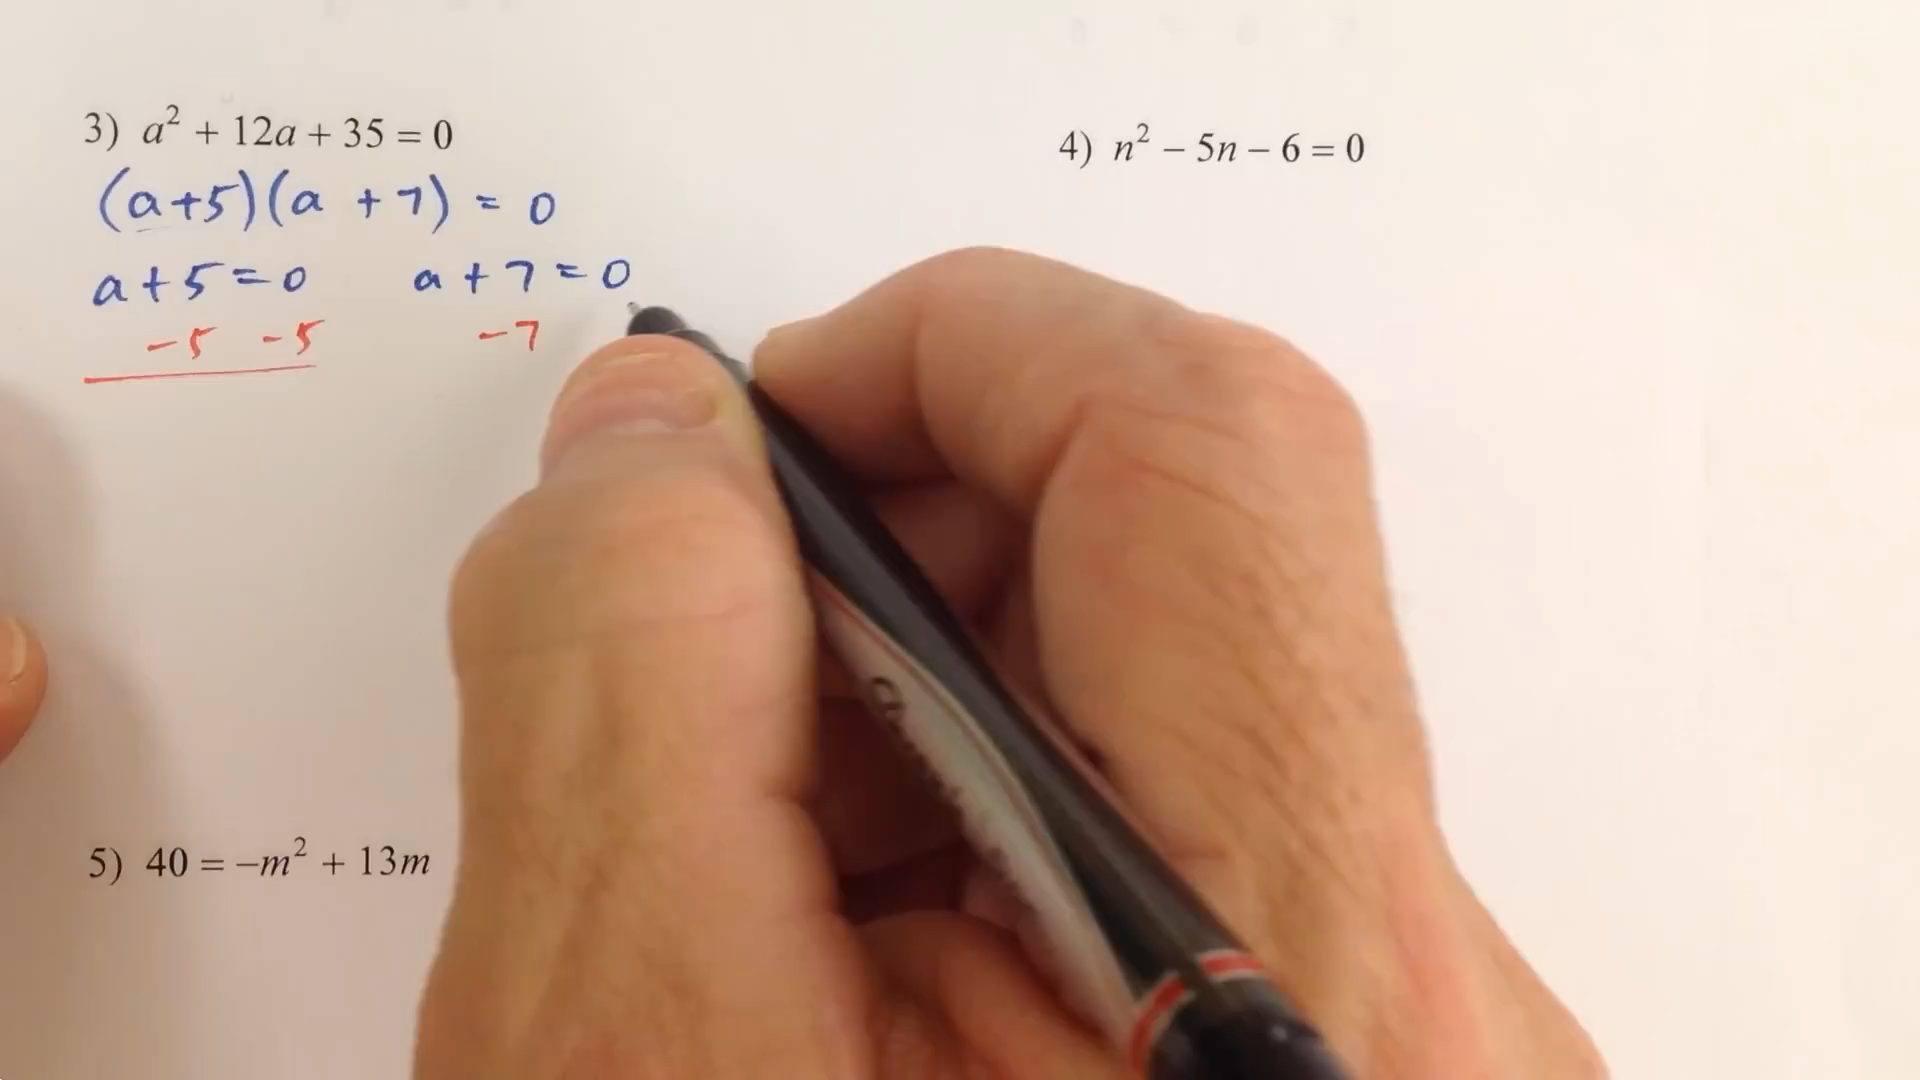 3) a² + 12a + 35 = 0
(a+5)(a + 7) = 0
a + 5 = 0 a + 7 = 0
-5 -5 -7
4) n² − 5n − 6 = 0
5) 40 = −m² + 13m